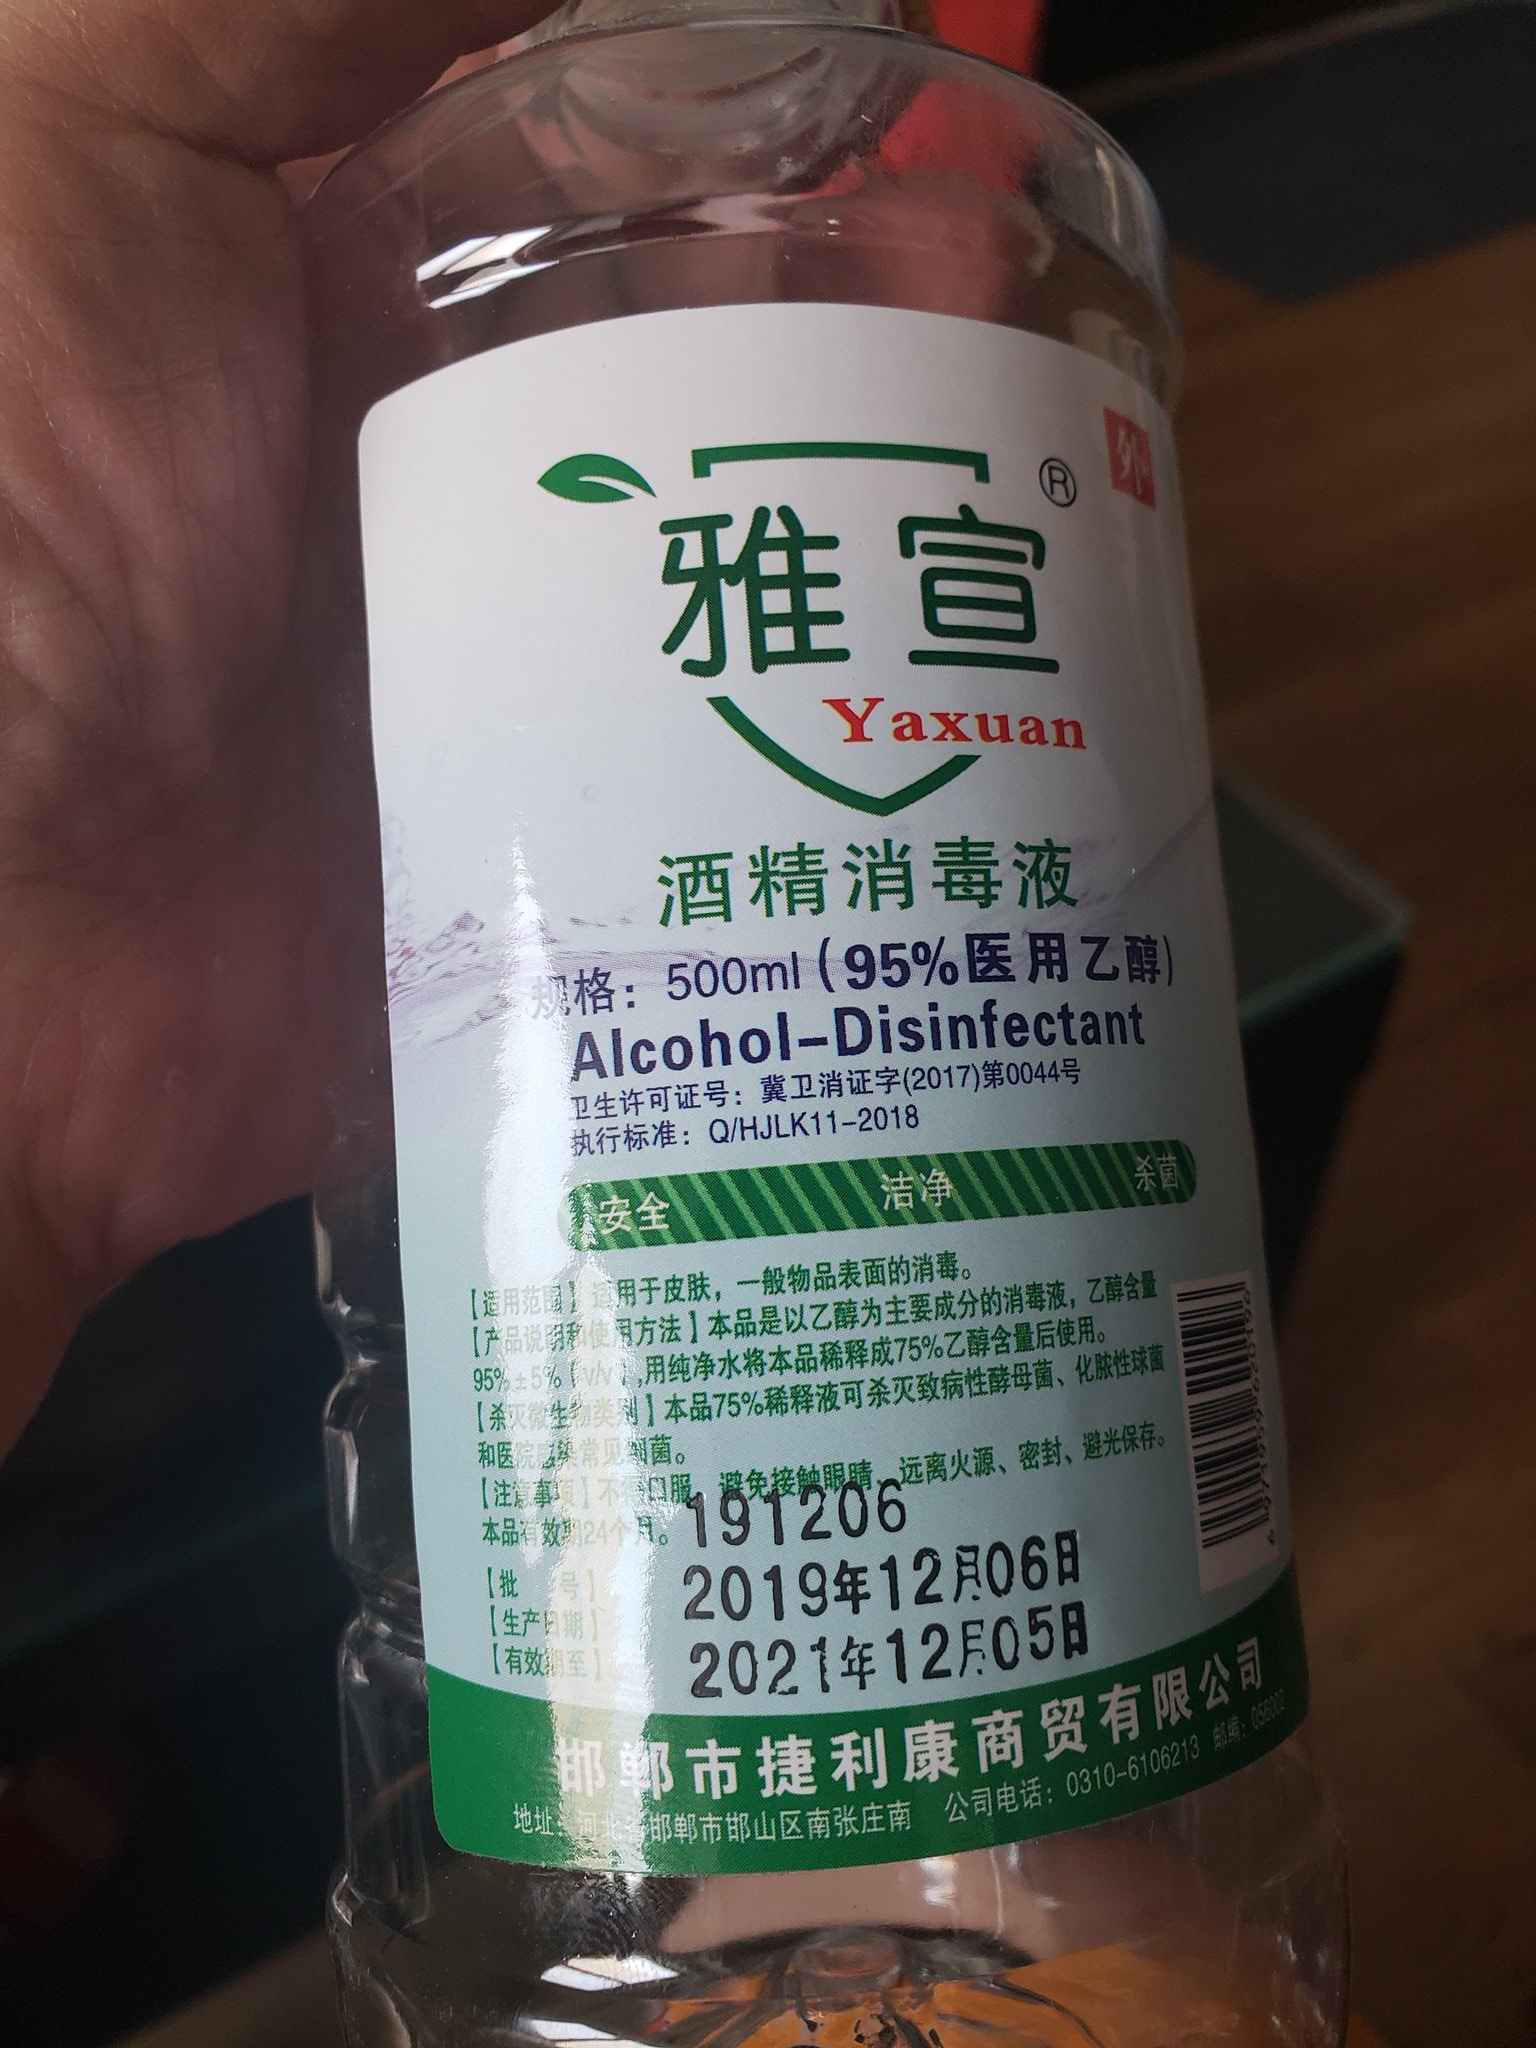 外
雅宣
®
Yaxuan
酒精消毒液
规格：500ml（95%医用乙醇）
Alcohol-Disinfectant
卫生许可证号：冀卫消证字(2017)第0044号
执行标准：Q/HJLK11-2018
安全 洁净 杀菌
【适用范围】适用于皮肤，一般物品表面的消毒。
【产品说明和使用方法】本品是以乙醇为主要成分的消毒液，乙醇含量
95%±5%（v/v）,用纯净水将本品稀释成75%乙醇含量后使用。
【杀灭微生物类别】本品75%稀释液可杀灭致病性酵母菌、化脓性球菌
和医院感染常见细菌。
【注意事项】不得口服、避免接触眼睛、远离火源、密封、避光保存。
本品有效期24个月。
【批 号】191206
【生产日期】2019年12月06日
【有效期至】2021年12月05日
邯郸市捷利康商贸有限公司
地址：河北省邯郸市邯山区南张庄南 公司电话：0310-6106213 邮编：056002